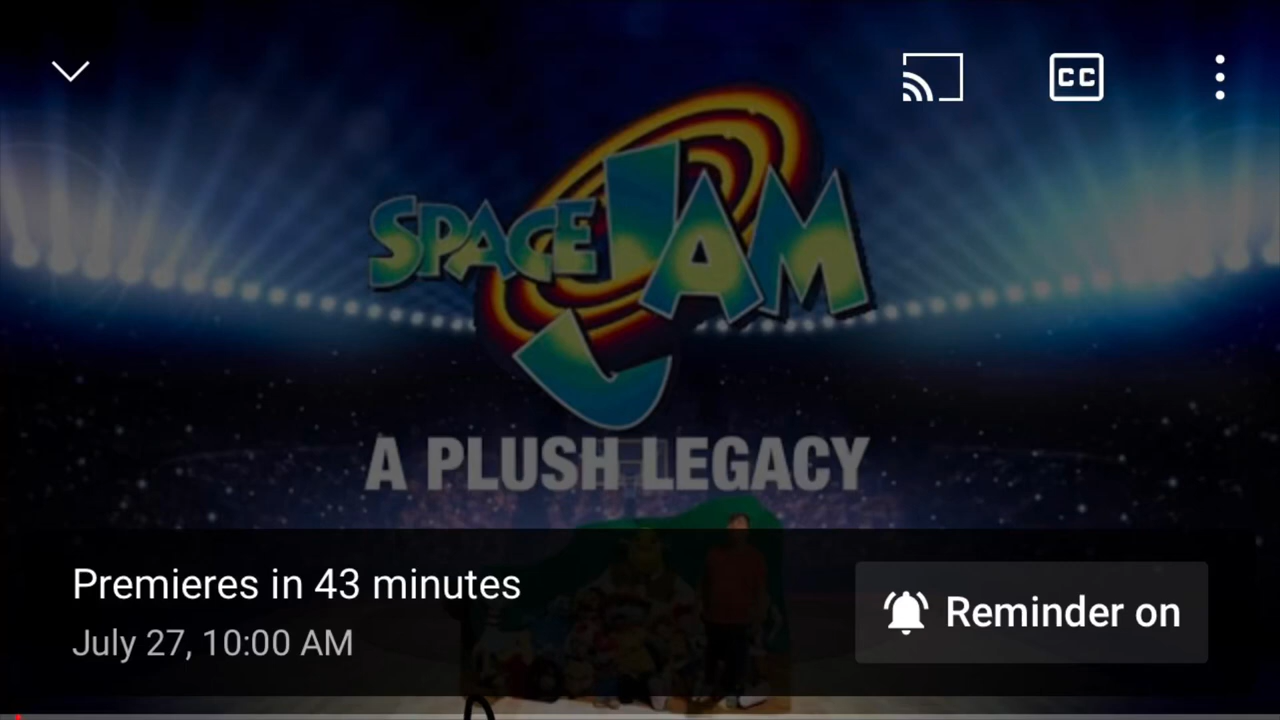 CC
SPACE JAM
A PLUSH LEGACY
Premieres in 43 minutes
July 27, 10:00 AM
Reminder on